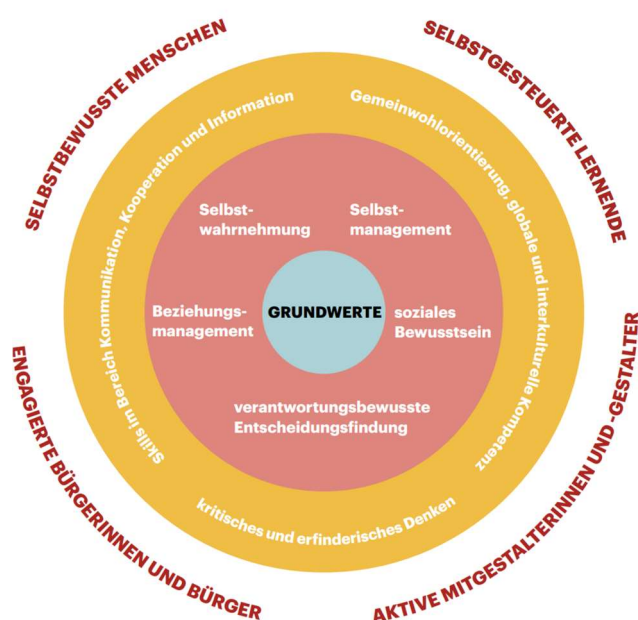 SELBSTBEWUSSTE MENSCHEN
SELBSTGESTEUERTE LERNENDE
Skills im Bereich Kommunikation, Kooperation und Information
Gemeinwohlorientierung, globale und interkulturelle Kompetenz
Selbst-
wahrnehmung
Selbst-
management
Beziehungs-
management
GRUNDWERTE
soziales
Bewusstsein
verantwortungsbewusste
Entscheidungsfindung
kritisches und erfinderisches Denken
ENGAGIERTE BÜRGERINNEN UND BÜRGER
AKTIVE MITGESTALTERINNEN UND -GESTALTER